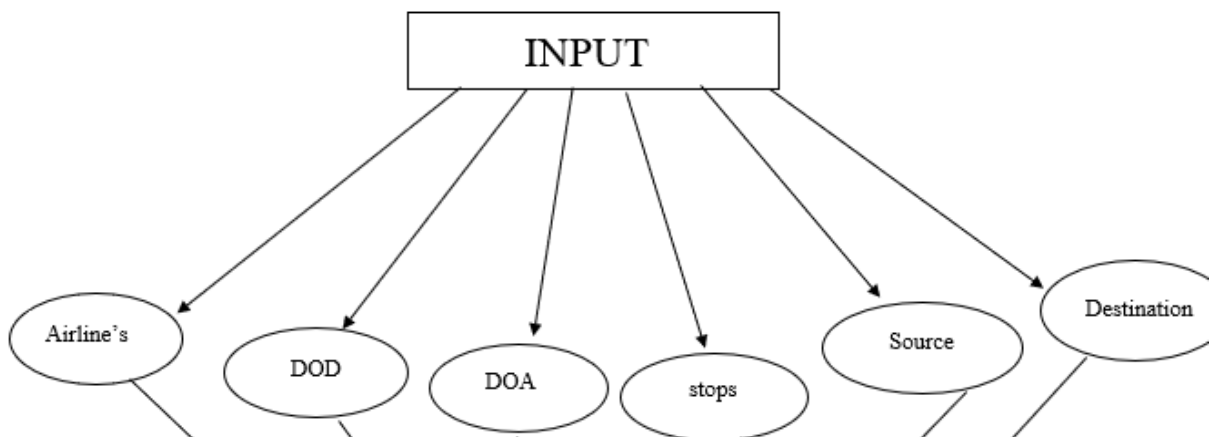 INPUT
Airline’s
DOD
DOA
stops
Source
Destination